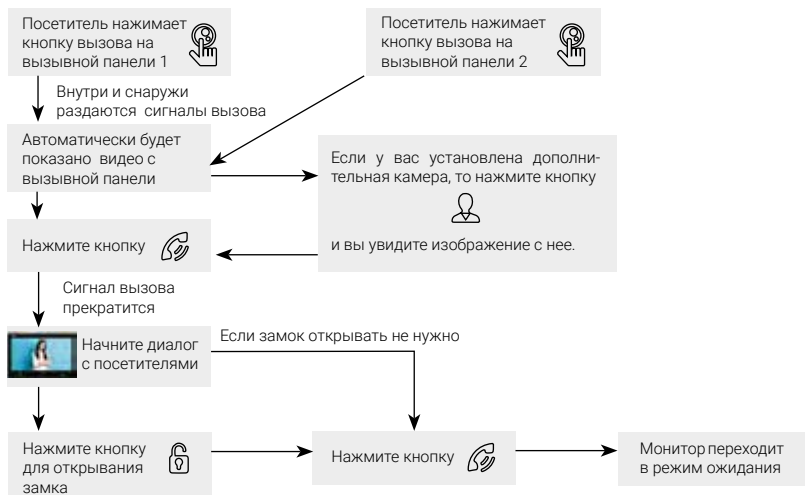 Посетитель нажимает
кнопку вызова на
вызывной панели 1
Посетитель нажимает
кнопку вызова на
вызывной панели 2
Внутри и снаружи
раздаются сигналы вызова
Автоматически будет
показано видео с
вызывной панели
Если у вас установлена дополни-
тельная камера, то нажмите кнопку
и вы увидите изображение с нее.
Нажмите кнопку
Сигнал вызова
прекратится
Начните диалог
с посетителями
Если замок открывать не нужно
Нажмите кнопку
для открывания
замка
Нажмите кнопку
Монитор переходит
в режим ожидания